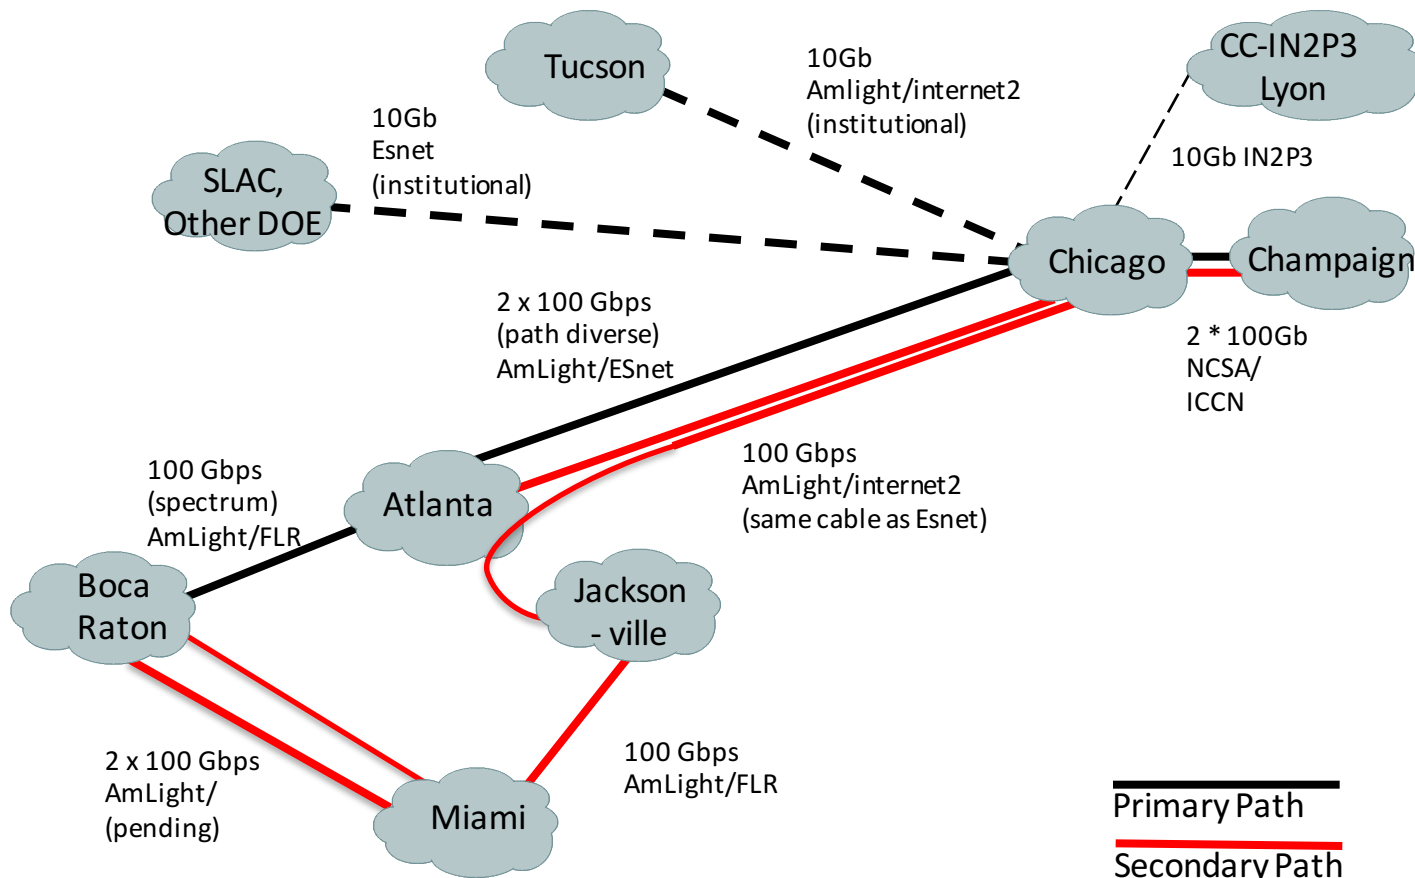 Tucson
10Gb
Amlight/internet2
(institutional)
CC-IN2P3
Lyon
10Gb
Esnet
(institutional)
10Gb IN2P3
SLAC,
Other DOE
Chicago
Champaign
2 x 100 Gbps
(path diverse)
AmLight/ESnet
2 * 100Gb
NCSA/
ICCN
100 Gbps
(spectrum)
AmLight/FLR
Atlanta
100 Gbps
AmLight/internet2
(same cable as Esnet)
Boca
Raton
Jackson
- ville
2 x 100 Gbps
AmLight/
(pending)
Miami
100 Gbps
AmLight/FLR
Primary Path
Secondary Path